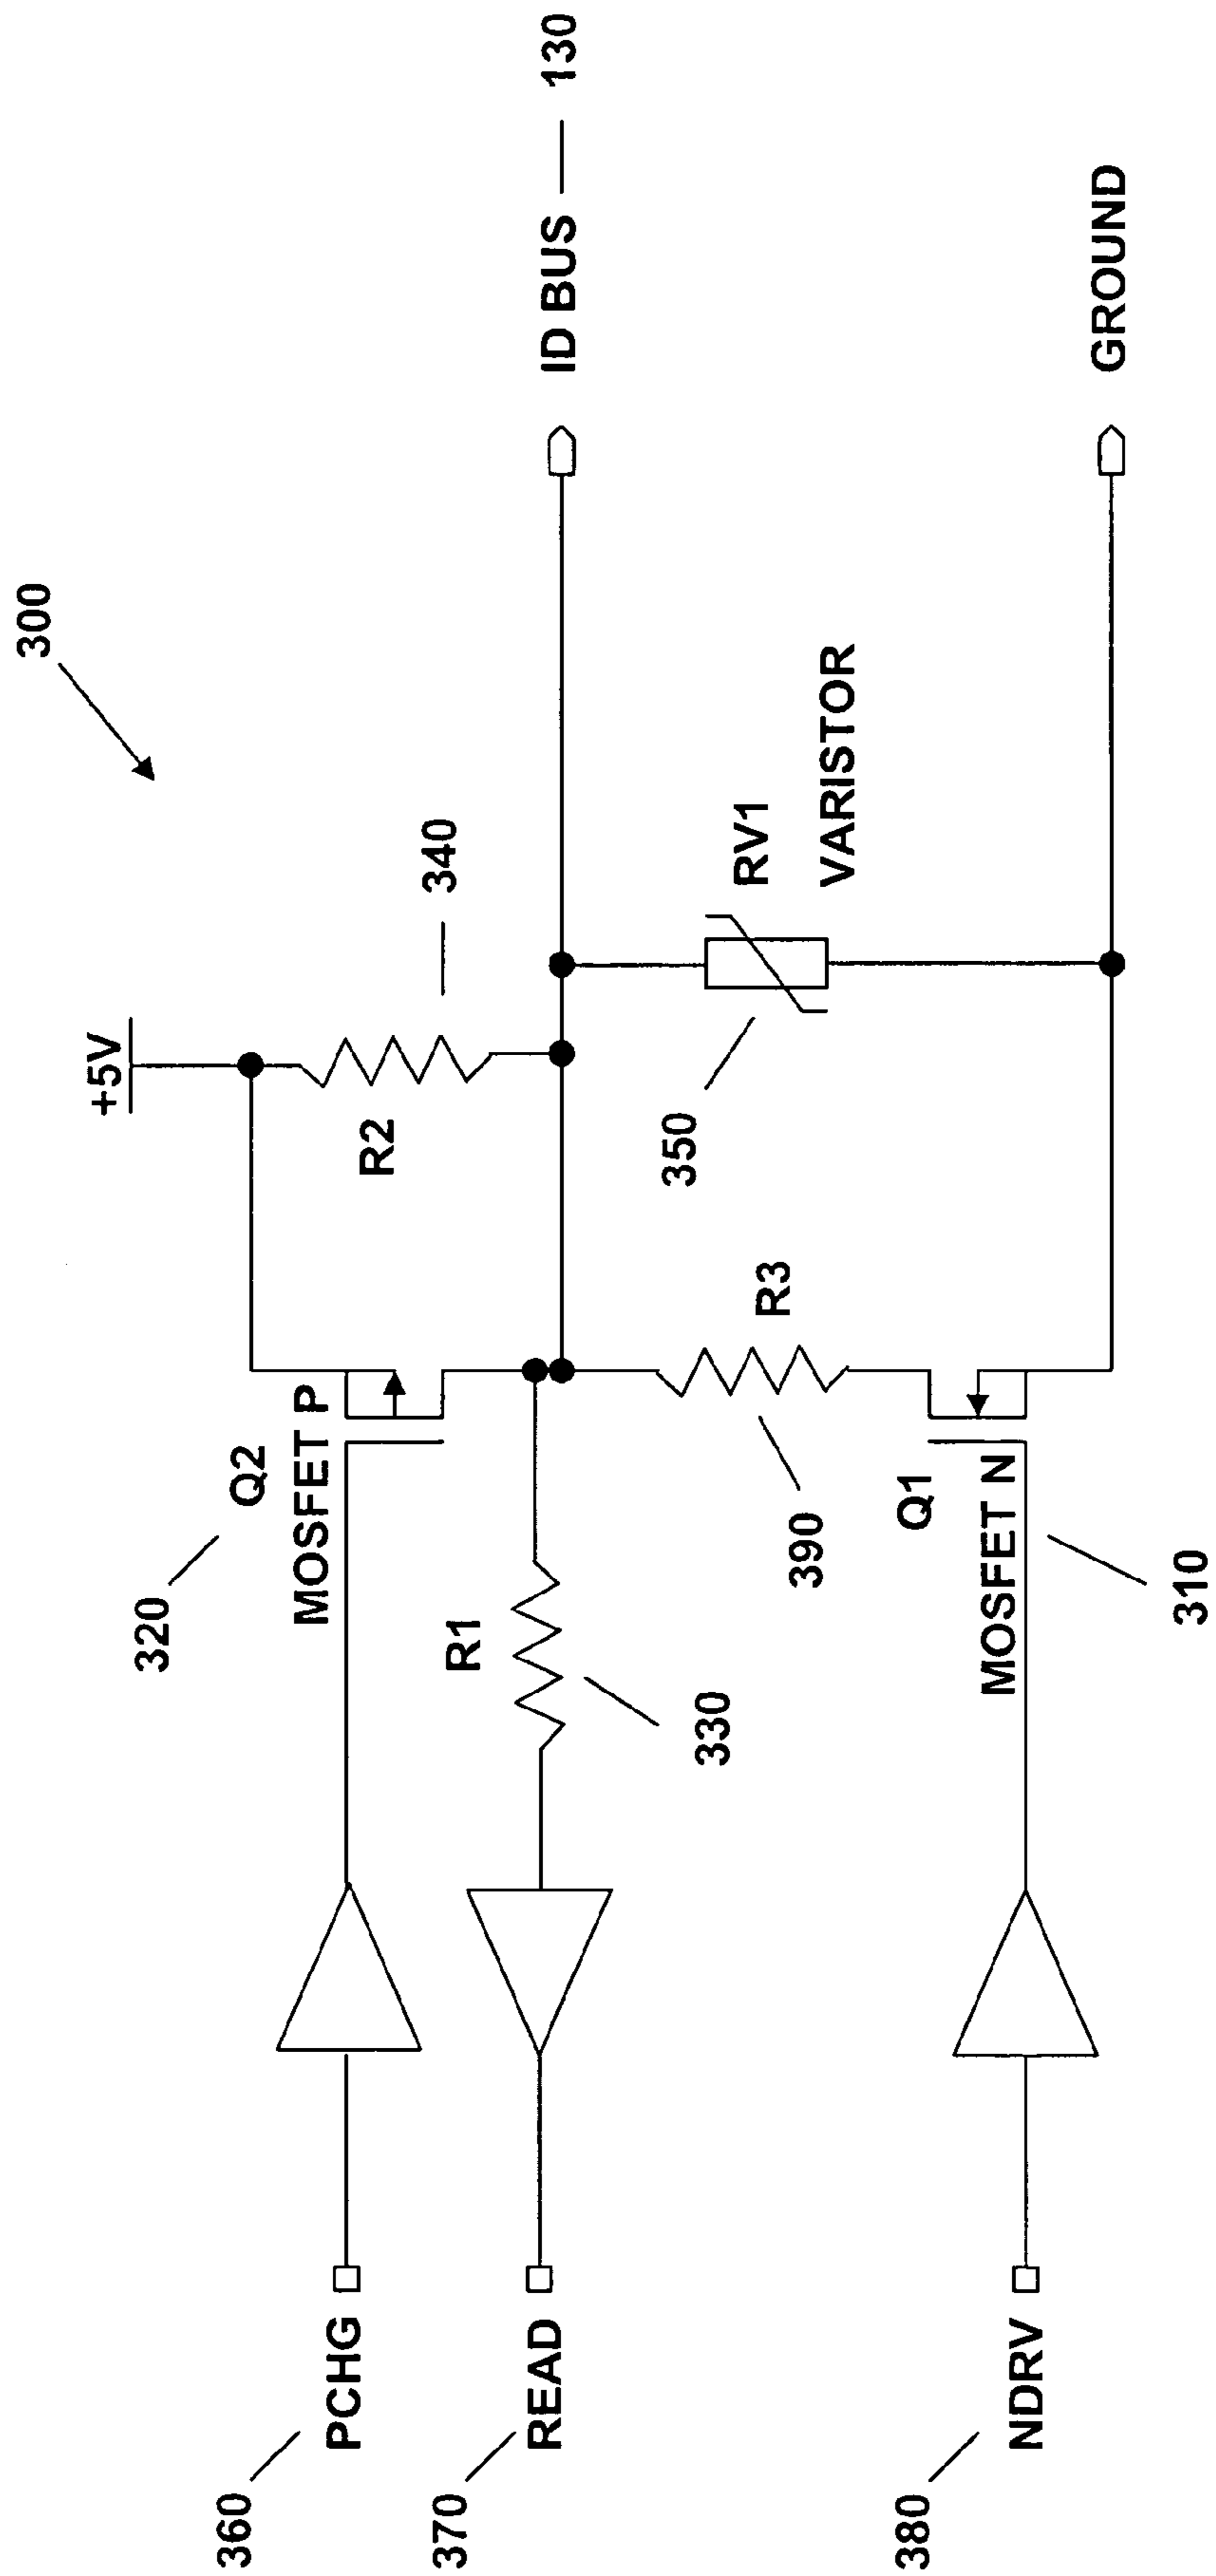 300
+5V
320
Q2
MOSFET P
R2
340
360
PCHG
R1
330
370
READ
ID BUS
130
R3
390
350
RV1
VARISTOR
Q1
MOSFET N
310
380
NDRV
GROUND